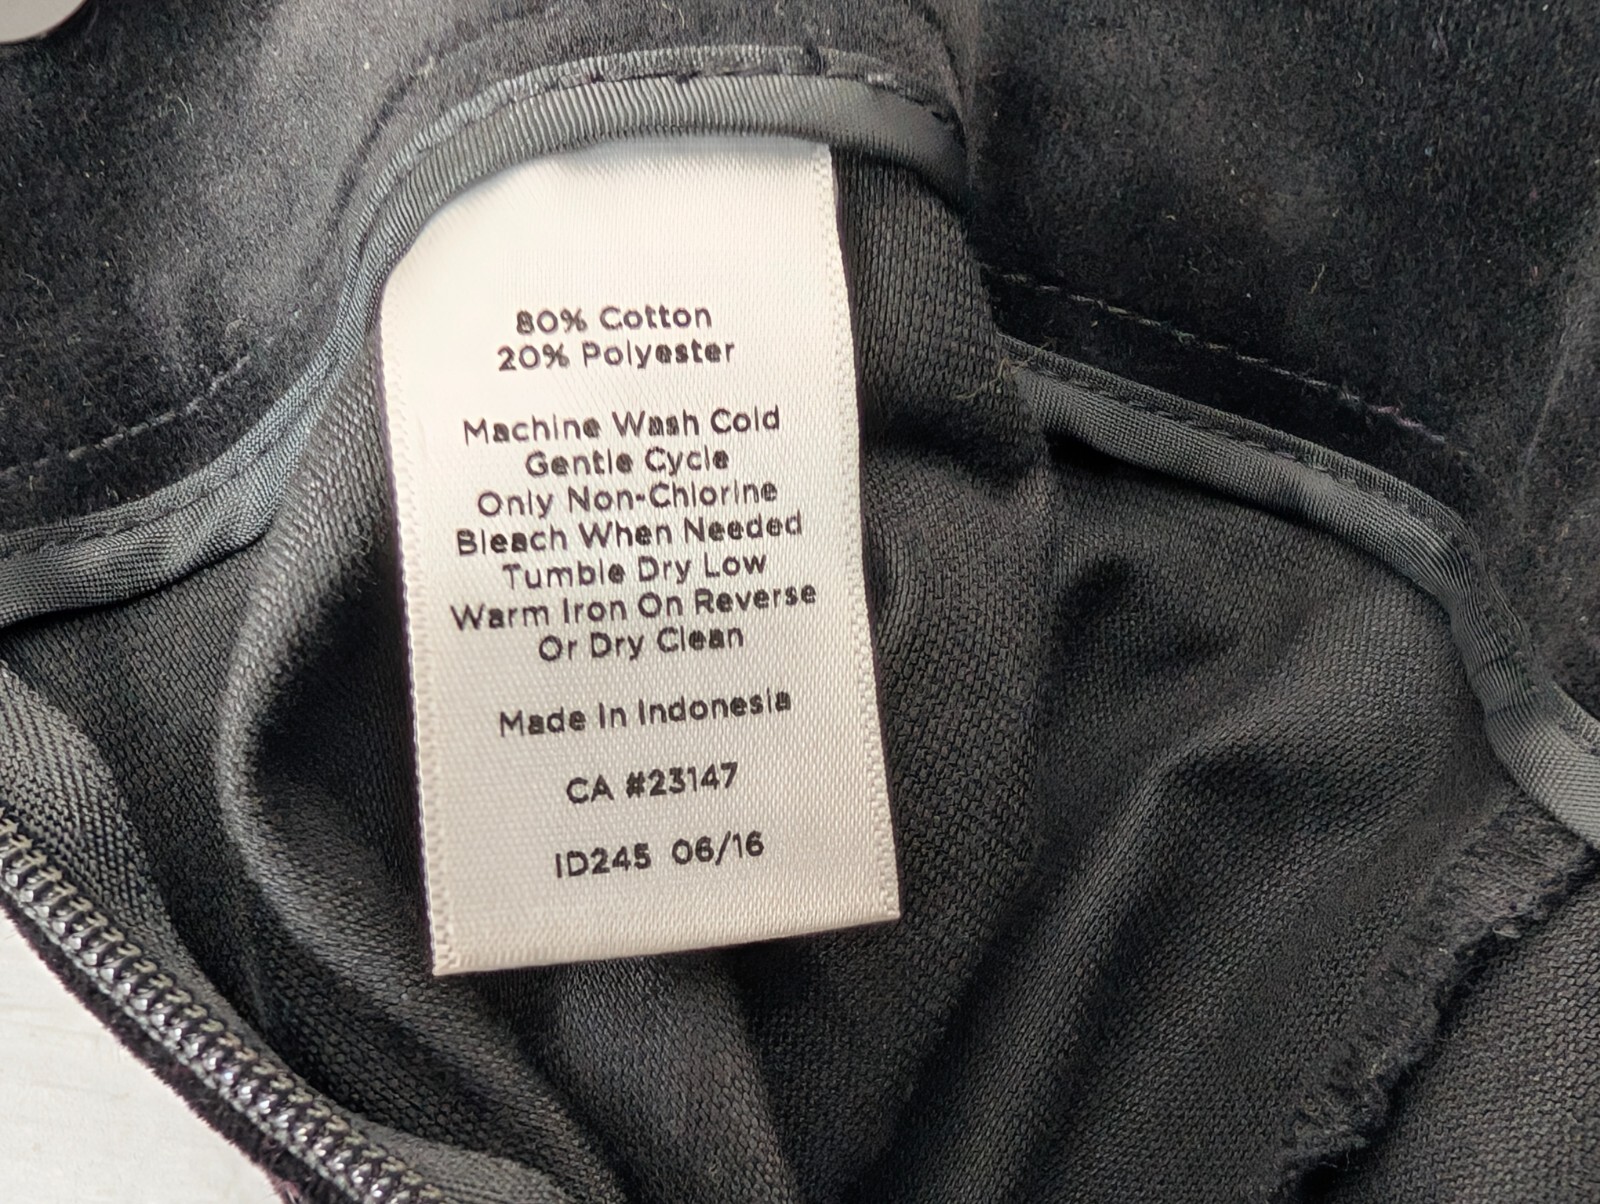 80% Cotton
20% Polyester
Machine Wash Cold
Gentle Cycle
Only Non-Chlorine
Bleach When Needed
Tumble Dry Low
Warm Iron On Reverse
Or Dry Clean
Made In Indonesia
CA #23147
ID245 06/16